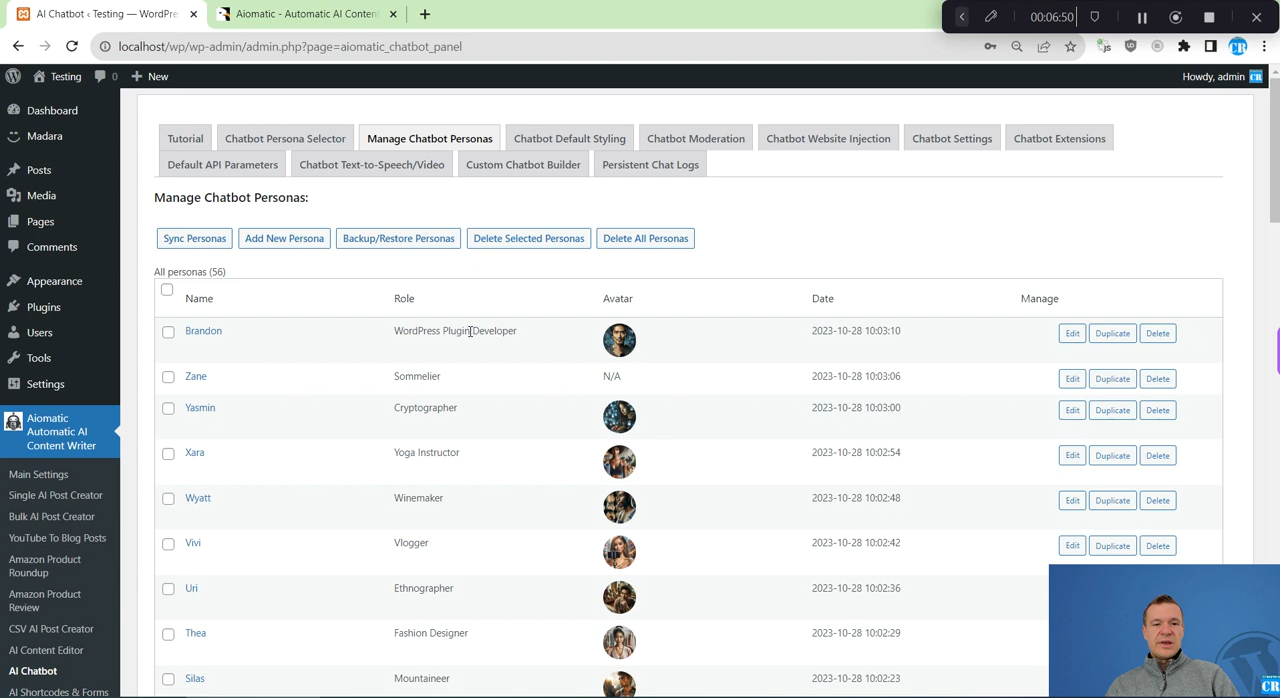 AI Chatbot ‹ Testing — WordPre
Aiomatic - Automatic AI Content
00:06:50
localhost/wp/wp-admin/admin.php?page=aiomatic_chatbot_panel
Testing
0
New
Howdy, admin
Dashboard
Madara
Posts
Media
Pages
Comments
Appearance
Plugins
Users
Tools
Settings
Aiomatic
Automatic AI
Content Writer
Main Settings
Single AI Post Creator
Bulk AI Post Creator
YouTube To Blog Posts
Amazon Product
Roundup
Amazon Product
Review
CSV AI Post Creator
AI Content Editor
AI Chatbot
AI Shortcodes & Forms
Tutorial Chatbot Persona Selector Manage Chatbot Personas Chatbot Default Styling Chatbot Moderation Chatbot Website Injection Chatbot Settings Chatbot Extensions
Default API Parameters Chatbot Text-to-Speech/Video Custom Chatbot Builder Persistent Chat Logs
Manage Chatbot Personas:
Sync Personas Add New Persona Backup/Restore Personas Delete Selected Personas Delete All Personas
All personas (56)
Name Role Avatar Date Manage
Brandon WordPress Plugin Developer 2023-10-28 10:03:10 Edit Duplicate Delete
Zane Sommelier N/A 2023-10-28 10:03:06 Edit Duplicate Delete
Yasmin Cryptographer 2023-10-28 10:03:00 Edit Duplicate Delete
Xara Yoga Instructor 2023-10-28 10:02:54 Edit Duplicate Delete
Wyatt Winemaker 2023-10-28 10:02:48 Edit Duplicate Delete
Vivi Vlogger 2023-10-28 10:02:42 Edit Duplicate Delete
Uri Ethnographer 2023-10-28 10:02:36
Thea Fashion Designer 2023-10-28 10:02:29
Silas Mountaineer 2023-10-28 10:02:23
CR